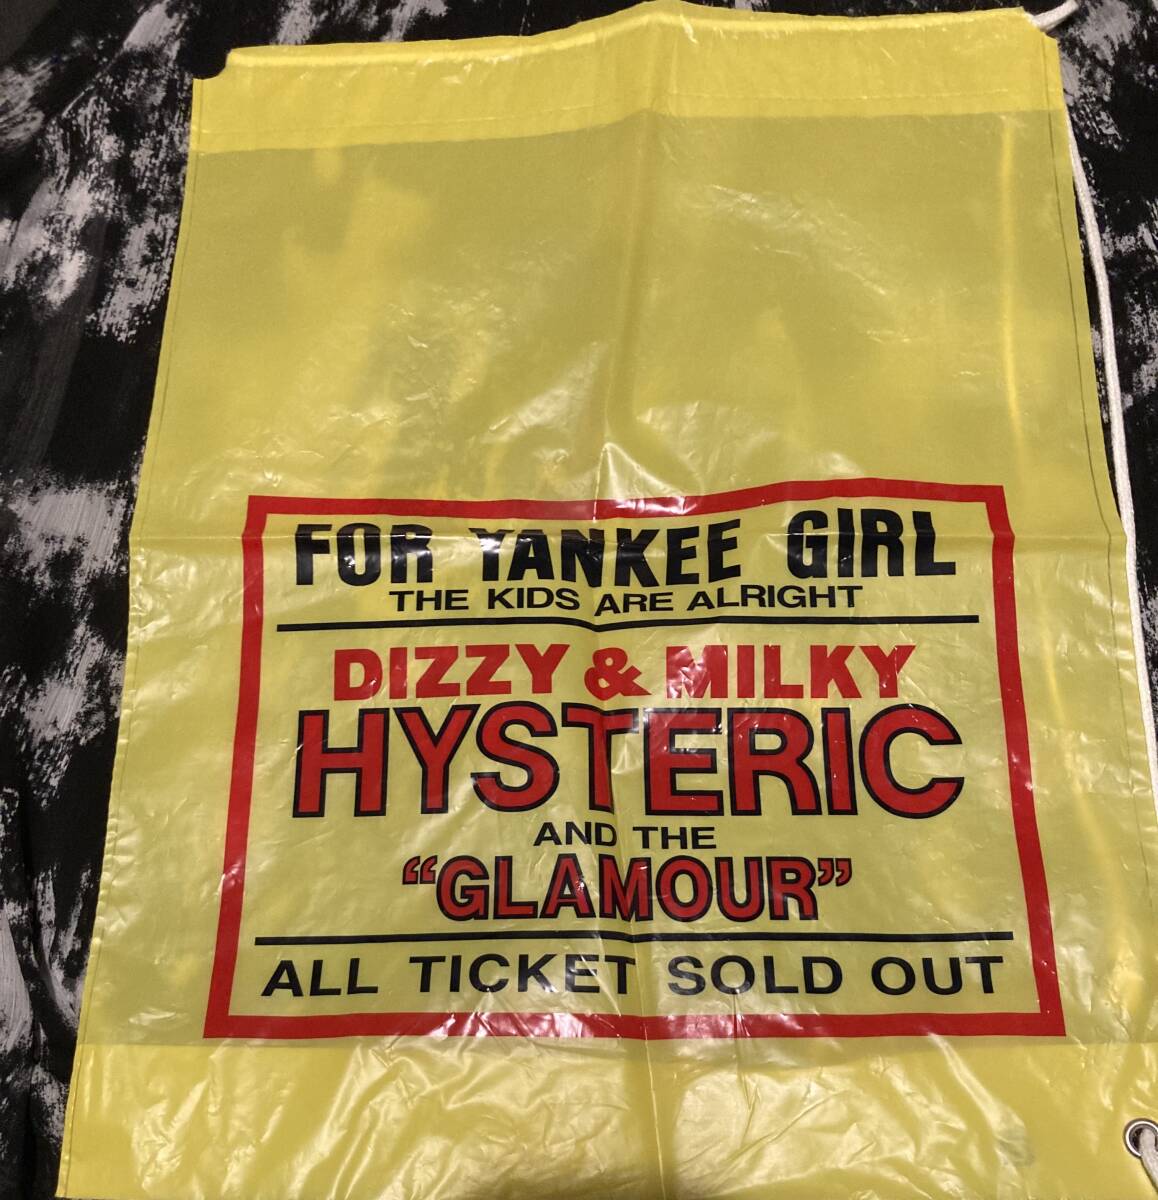 FOR YANKEE GIRL
THE KIDS ARE ALRIGHT
DIZZY & MILKY
HYSTERIC
AND THE
“GLAMOUR”
ALL TICKET SOLD OUT